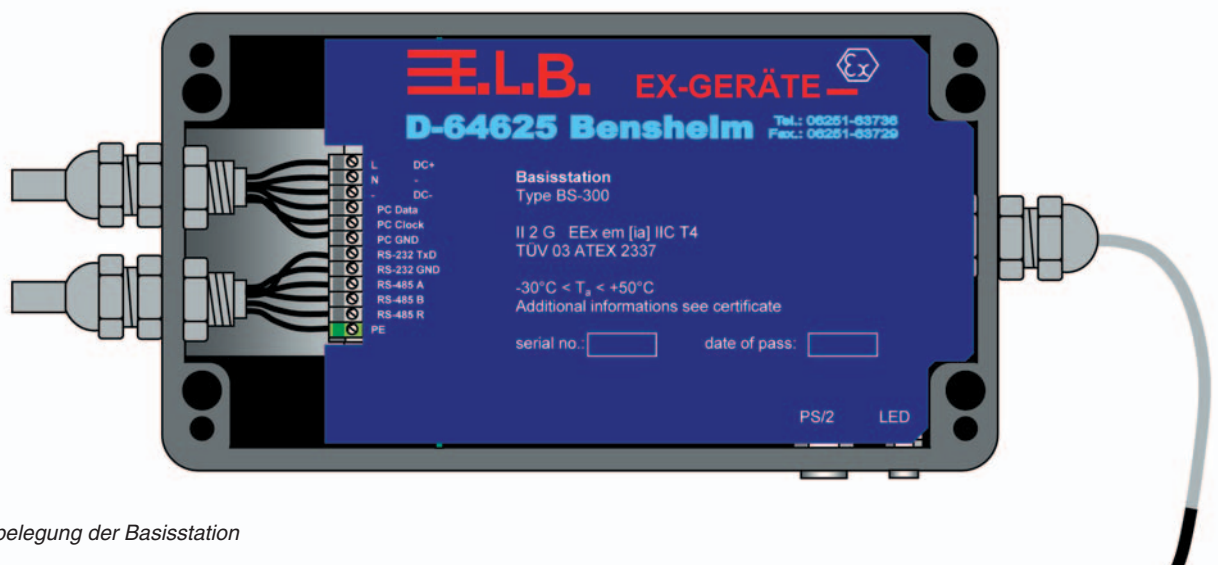 E.L.B. EX-GERÄTE Ex
D-64625 Bensheim
Tel.: 06251-63736
Fax.: 06251-63729
L DC+
N -
- DC-
PC Data
PC Clock
PC GND
RS-232 TxD
RS-232 GND
RS-485 A
RS-485 B
RS-485 R
PE
Basisstation
Type BS-300
II 2 G EEx em [ia] IIC T4
TÜV 03 ATEX 2337
-30°C < Ta < +50°C
Additional informations see certificate
serial no.: date of pass:
PS/2 LED
belegung der Basisstation